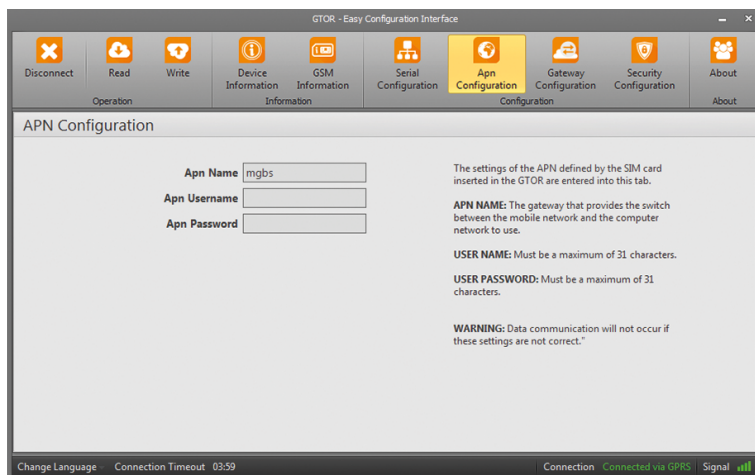 GTOR - Easy Configuration Interface
Disconnect
Read
Write
Device Information
GSM Information
Serial Configuration
Apn Configuration
Gateway Configuration
Security Configuration
About
Operation
Information
Configuration
About
APN Configuration
Apn Name mgbs
Apn Username
Apn Password
The settings of the APN defined by the SIM card
inserted in the GTOR are entered into this tab.
APN NAME: The gateway that provides the switch
between the mobile network and the computer
network to use.
USER NAME: Must be a maximum of 31 characters.
USER PASSWORD: Must be a maximum of 31
characters.
WARNING: Data communication will not occur if
these settings are not correct."
Change Language - Connection Timeout 03:59 Connection Connected via GPRS Signal